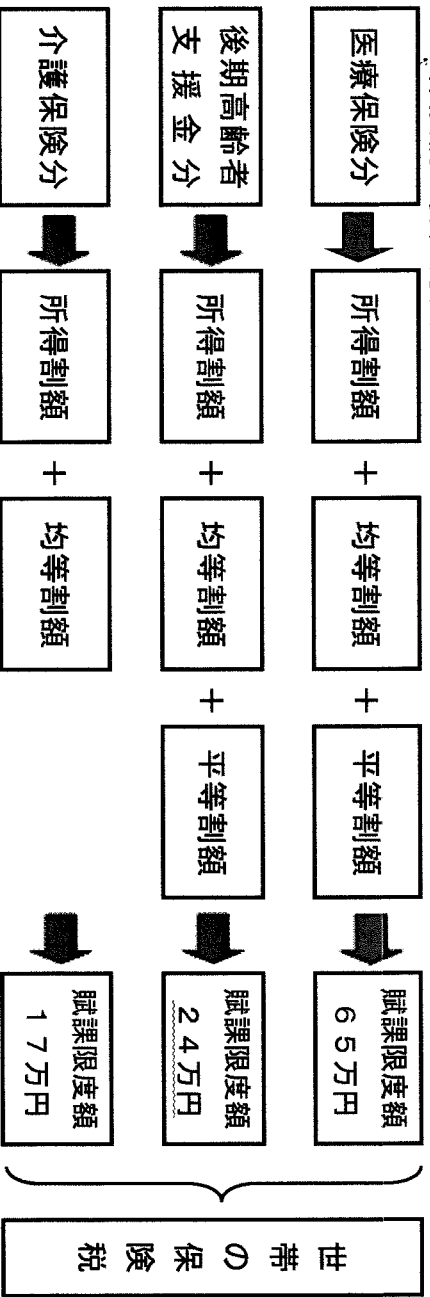 医療保険分
所得割額
＋
均等割額
＋
平等割額
賦課限度額
６５万円
後期高齢者
支援金分
所得割額
＋
均等割額
＋
平等割額
賦課限度額
２４万円
介護保険分
所得割額
＋
均等割額
賦課限度額
１７万円
世帯の保険税